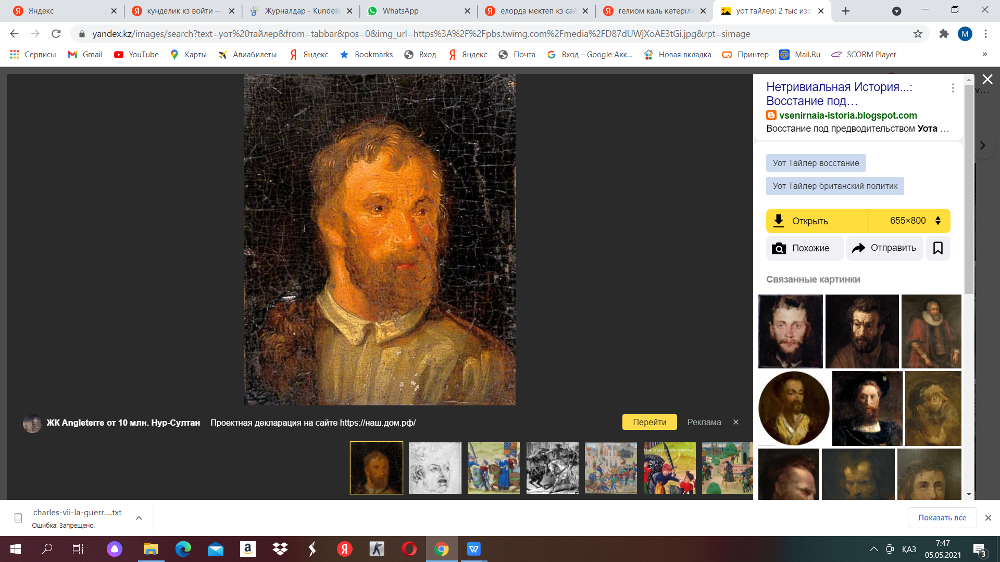 Яндекс
кунделик кз войти —
Журналдар - Kundelik
WhatsApp
елорда мектеп кз сай
гелиом каль көтерілі
уот тайлер: 2 тыс изо
yandex.kz/images/search?text=уот%20тайлер&from=tabbar&pos=0&img_url=https%3A%2F%2Fpbs.twimg.com%2Fmedia%2FD87dUWjXoAE3tGi.jpg&rpt=simage
M
Сервисы
Gmail
YouTube
Карты
Авиабилеты
Яндекс
Bookmarks
Вход
Яндекс
Почта
Вход – Google Акк...
Новая вкладка
Принтер
Mail.Ru
SCORM Player
»
Нетривиальная История...:
Восстание под...
vsenirnaia-istoria.blogspot.com
Восстание под предводительством Уота ...
Уот Тайлер восстание
Уот Тайлер британский политик
Открыть
655×800
Похожие
Отправить
Связанные картинки
ЖК Angleterre от 10 млн. Нур-Султан
Проектная декларация на сайте https://наш.дом.рф/
Перейти
Реклама
charles-vii-la-guerr....txt
Ошибка: Запрещено.
Показать все
ҚАЗ
7:47
05.05.2021
3